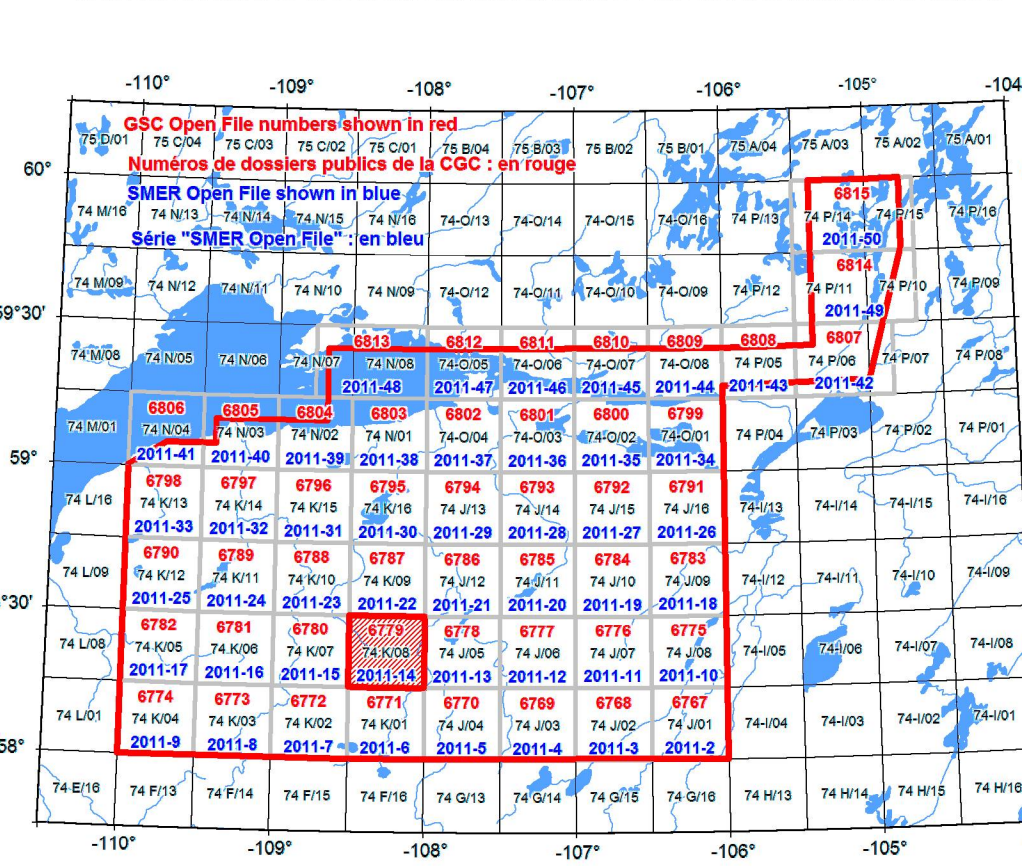 -110° -109° -108° -107° -106° -105° -104
GSC Open File numbers shown in red
75 D/01 75 C/04 75 C/03 75 C/02 75 C/01 75 B/04 75 B/03 75 B/02 75 B/01 75 A/04 75 A/03 75 A/02 75 A/01
60°
Numéros de dossiers publics de la CGC : en rouge
SMER Open File shown in blue
6815
74 M/16 74 N/13 74 N/14 74 N/15 74 N/16 74-O/13 74-O/14 74-O/15 74-O/16 74 P/13 74 P/14 74 P/15 74 P/16
Série "SMER Open File" : en bleu
2011-50
6814
74 M/09 74 N/12 74 N/11 74 N/10 74 N/09 74-O/12 74-O/11 74-O/10 74-O/09 74 P/12 74 P/11 74 P/10 74 P/09
59°30'
2011-49
6813 6812 6811 6810 6809 6808 6807
74 M/08 74 N/05 74 N/06 74 N/07 74 N/08 74-O/05 74-O/06 74-O/07 74-O/08 74 P/05 74 P/06 74 P/07 74 P/08
2011-48 2011-47 2011-46 2011-45 2011-44 2011-43 2011-42
6806 6805 6804 6803 6802 6801 6800 6799
74 M/01 74 N/04 74 N/03 74 N/02 74 N/01 74-O/04 74-O/03 74-O/02 74-O/01 74 P/04 74 P/03 74 P/02 74 P/01
59°
2011-41 2011-40 2011-39 2011-38 2011-37 2011-36 2011-35 2011-34
6798 6797 6796 6795 6794 6793 6792 6791
74 L/16 74 K/13 74 K/14 74 K/15 74 K/16 74 J/13 74 J/14 74 J/15 74 J/16 74-I/13 74-I/14 74-I/15 74-I/16
2011-33 2011-32 2011-31 2011-30 2011-29 2011-28 2011-27 2011-26
6790 6789 6788 6787 6786 6785 6784 6783
74 L/09 74 K/12 74 K/11 74 K/10 74 K/09 74 J/12 74 J/11 74 J/10 74 J/09 74-I/12 74-I/11 74-I/10 74-I/09
°30'
2011-25 2011-24 2011-23 2011-22 2011-21 2011-20 2011-19 2011-18
6782 6781 6780 6779 6778 6777 6776 6775
74 L/08 74 K/05 74 K/06 74 K/07 74 K/08 74 J/05 74 J/06 74 J/07 74 J/08 74-I/05 74-I/06 74-I/07 74-I/08
2011-17 2011-16 2011-15 2011-14 2011-13 2011-12 2011-11 2011-10
6774 6773 6772 6771 6770 6769 6768 6767
74 L/01 74 K/04 74 K/03 74 K/02 74 K/01 74 J/04 74 J/03 74 J/02 74 J/01 74-I/04 74-I/03 74-I/02 74-I/01
58°
2011-9 2011-8 2011-7 2011-6 2011-5 2011-4 2011-3 2011-2
74 E/16 74 F/13 74 F/14 74 F/15 74 F/16 74 G/13 74 G/14 74 G/15 74 G/16 74 H/13 74 H/14 74 H/15 74 H/16
-110° -109° -108° -107° -106° -105°